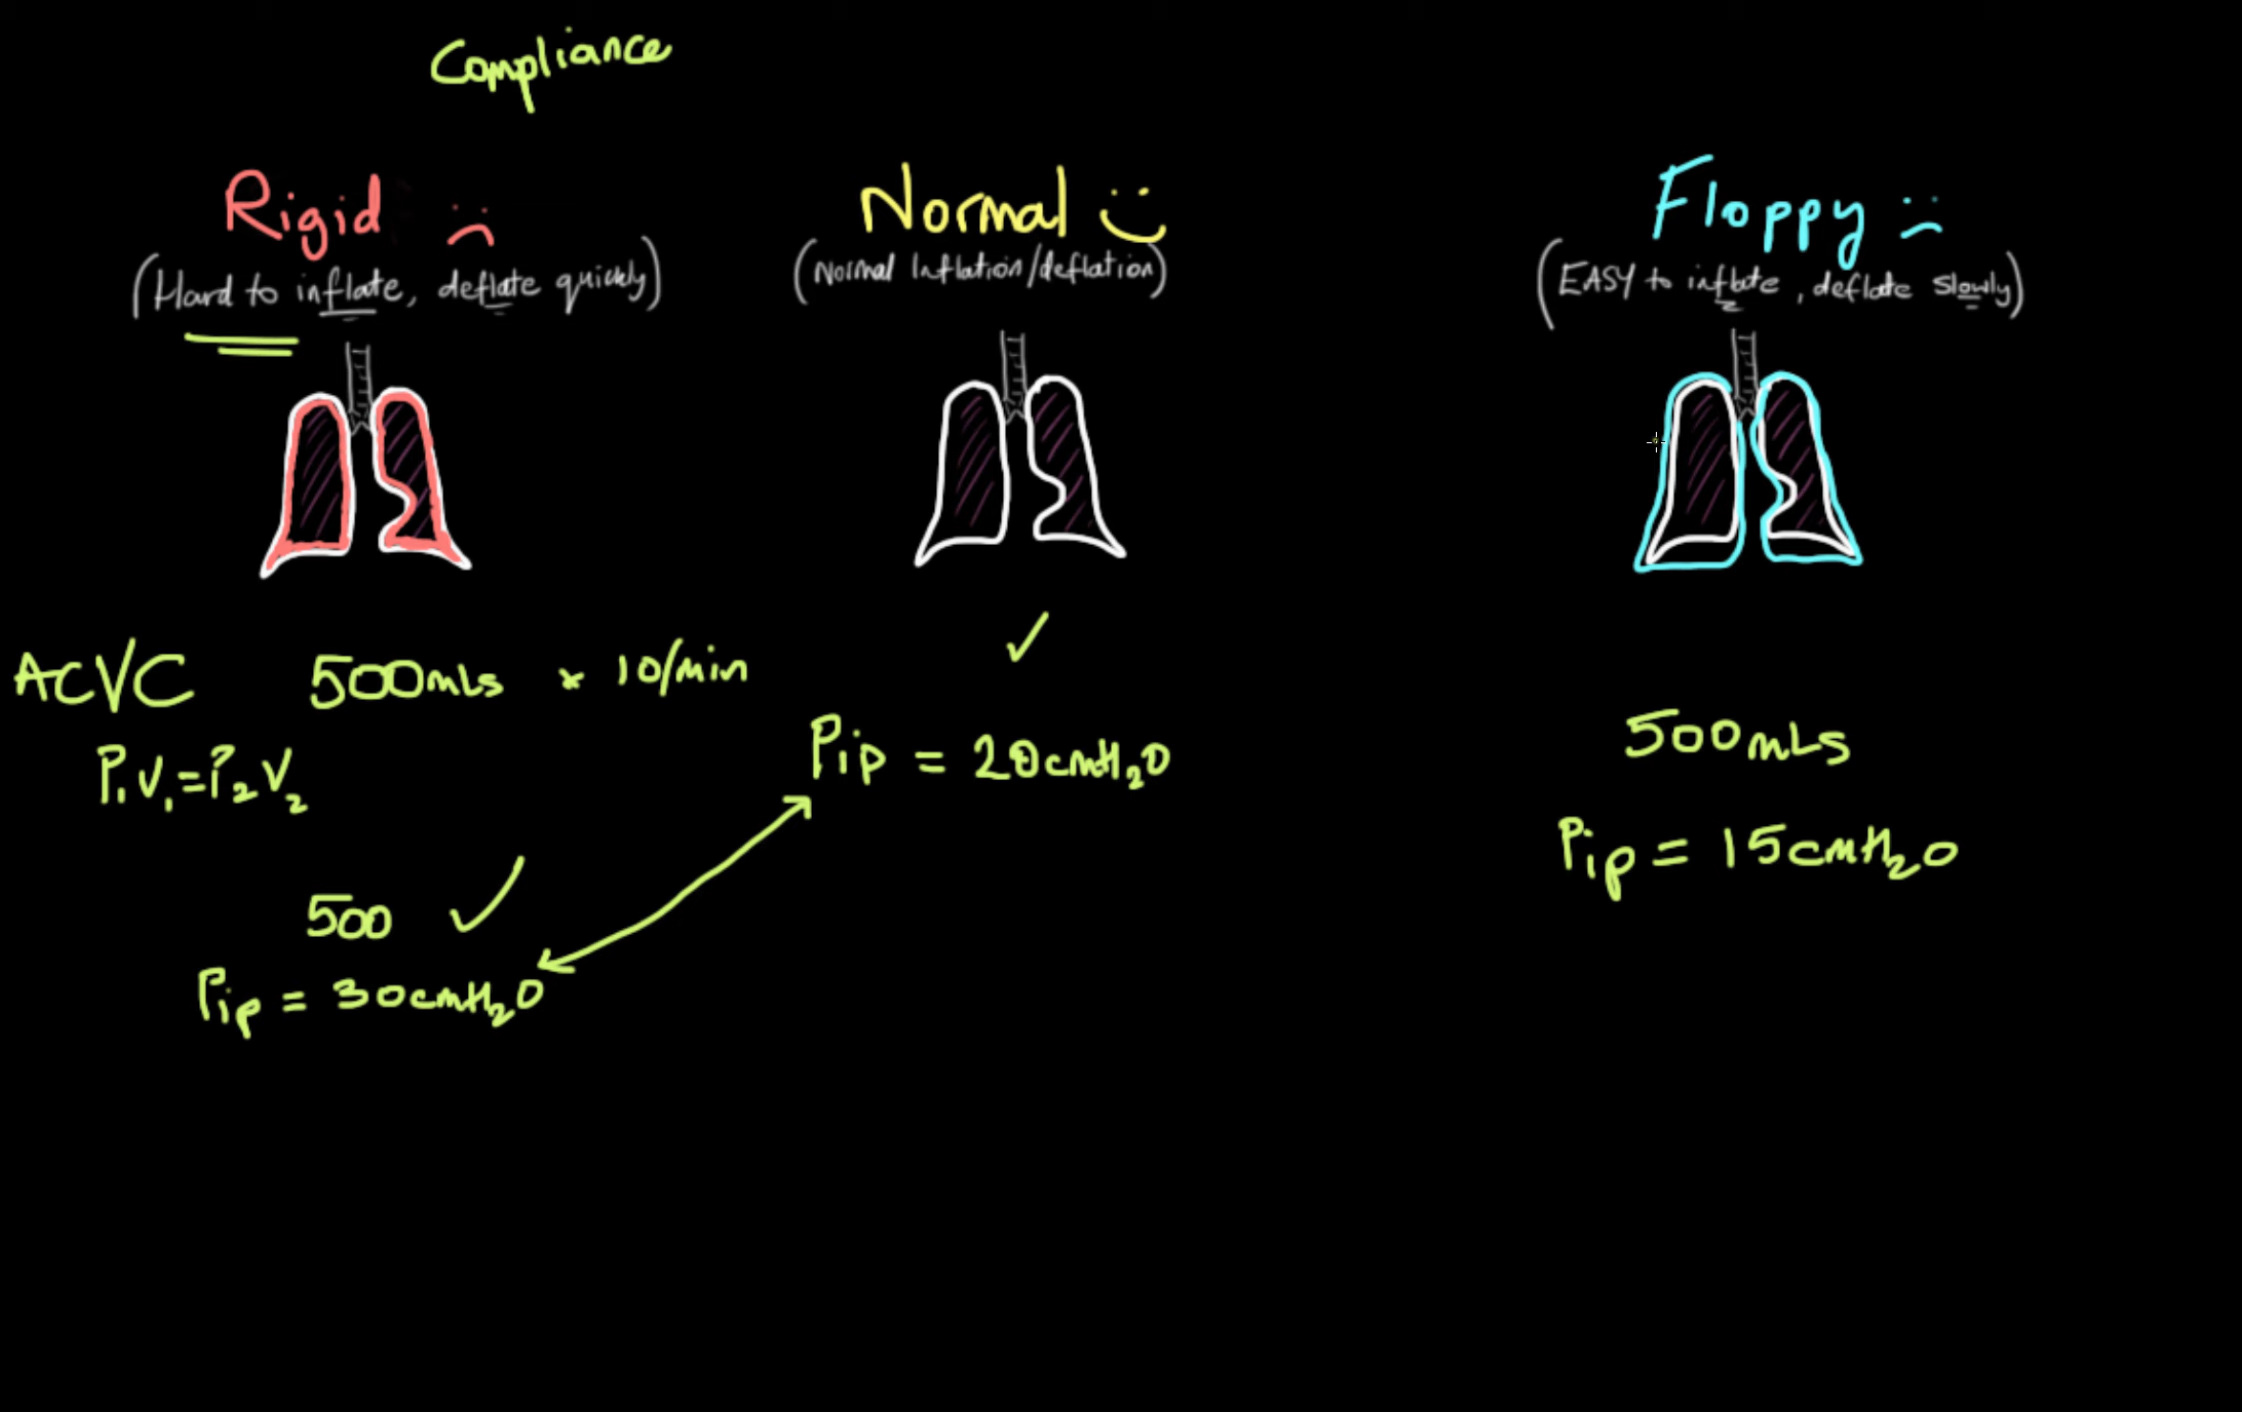 Compliance
Rigid
(Hard to inflate, deflate quickly)
Normal
(Normal Inflation/deflation)
Floppy
(EASY to inflate, deflate slowly)
ACVC 500mLs × 10/min
P₁V₁=P₂V₂
500
Pip = 30cmH₂O
Pip = 20cmH₂O
500mLs
Pip = 15cmH₂O